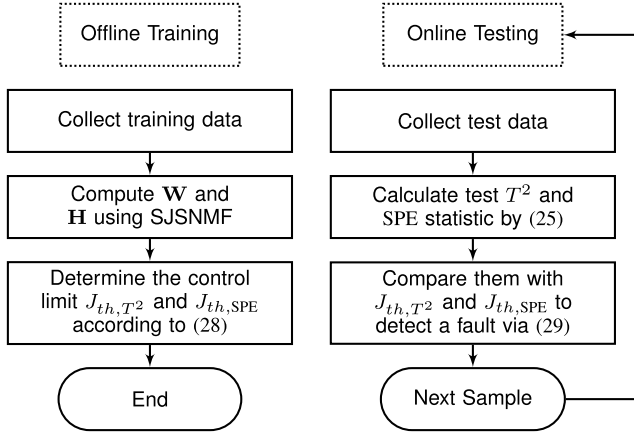 Offline Training
Collect training data
Compute W and
H using SJSNMF
Determine the control
limit J_{th,T^2} and J_{th,SPE}
according to (28)
End
Online Testing
Collect test data
Calculate test T^2 and
SPE statistic by (25)
Compare them with
J_{th,T^2} and J_{th,SPE} to
detect a fault via (29)
Next Sample